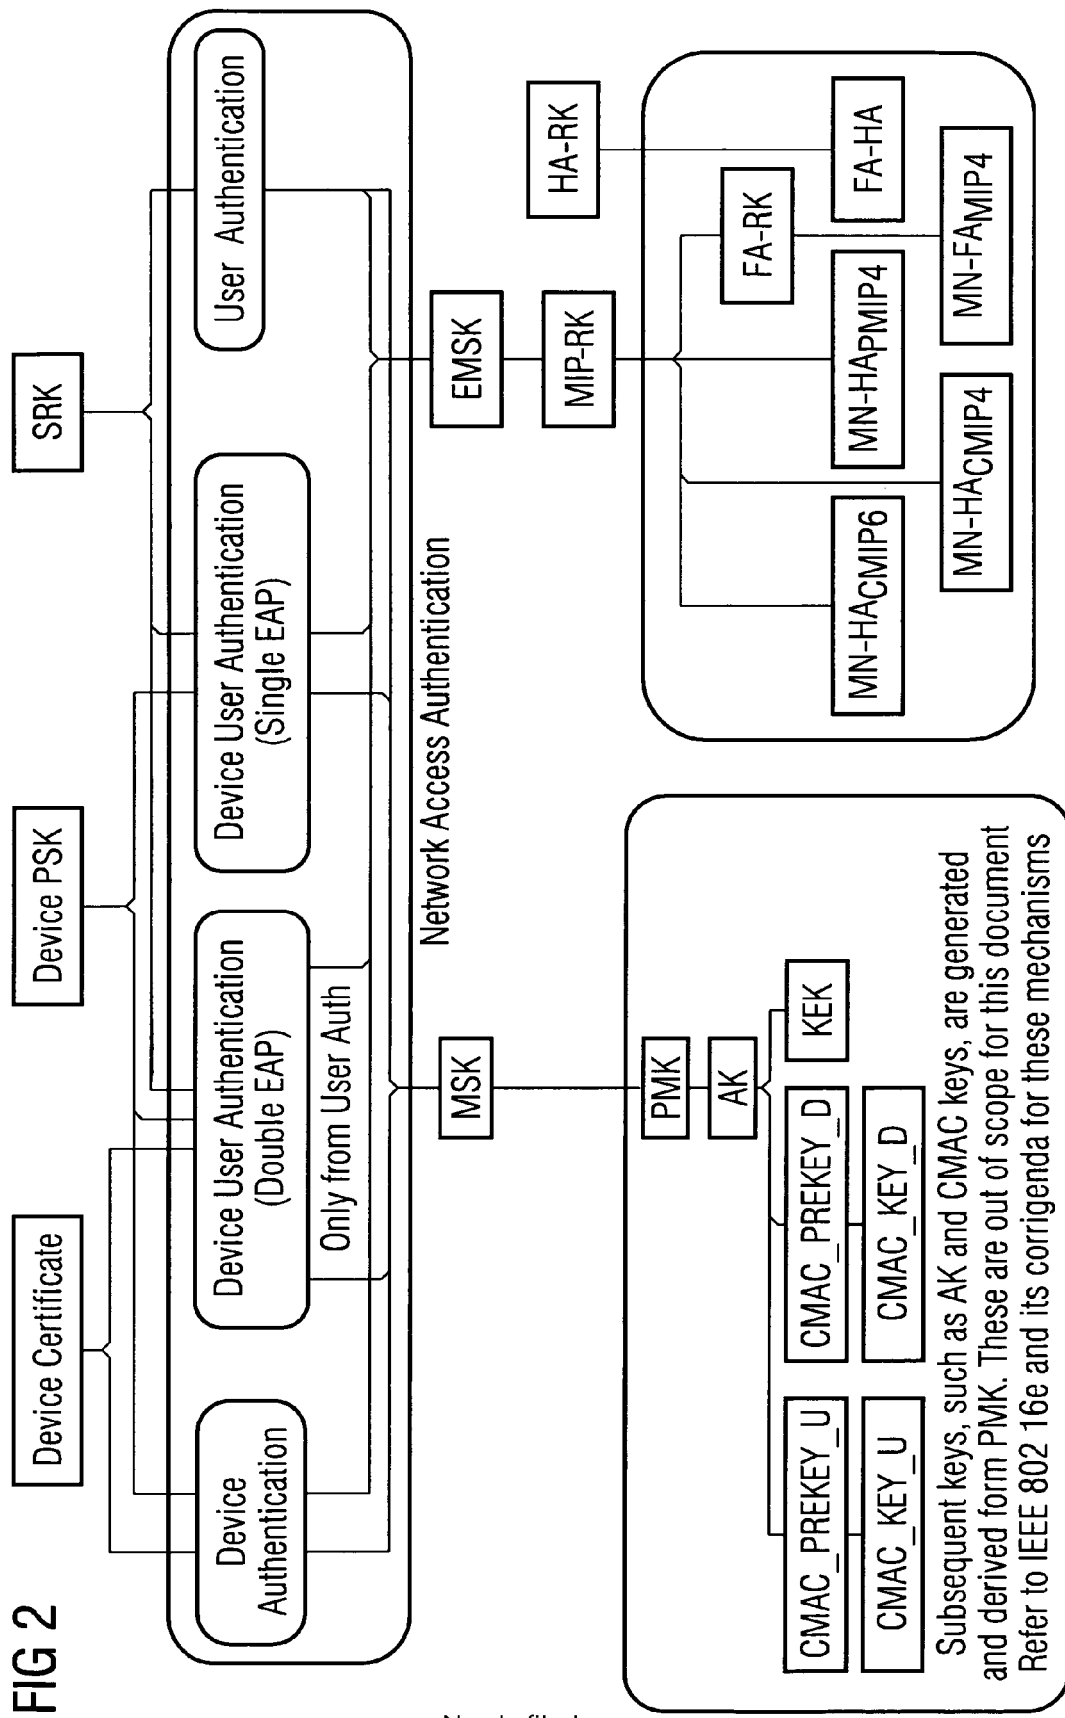 FIG 2
Device Certificate
Device PSK
SRK
Device
Authentication
Device User Authentication
(Double EAP)
Device User Authentication
(Single EAP)
User Authentication
Only from User Auth
Network Access Authentication
MSK
EMSK
MIP-RK
HA-RK
PMK
AK
KEK
CMAC_PREKEY_U
CMAC_PREKEY_D
CMAC_KEY_U
CMAC_KEY_D
Subsequent keys, such as AK and CMAC keys, are generated
and derived form PMK. These are out of scope for this document
Refer to IEEE 802 16e and its corrigenda for these mechanisms
FA-RK
MN-HACMIP6
MN-HAPMIP4
FA-HA
MN-HACMIP4
MN-FAMIP4